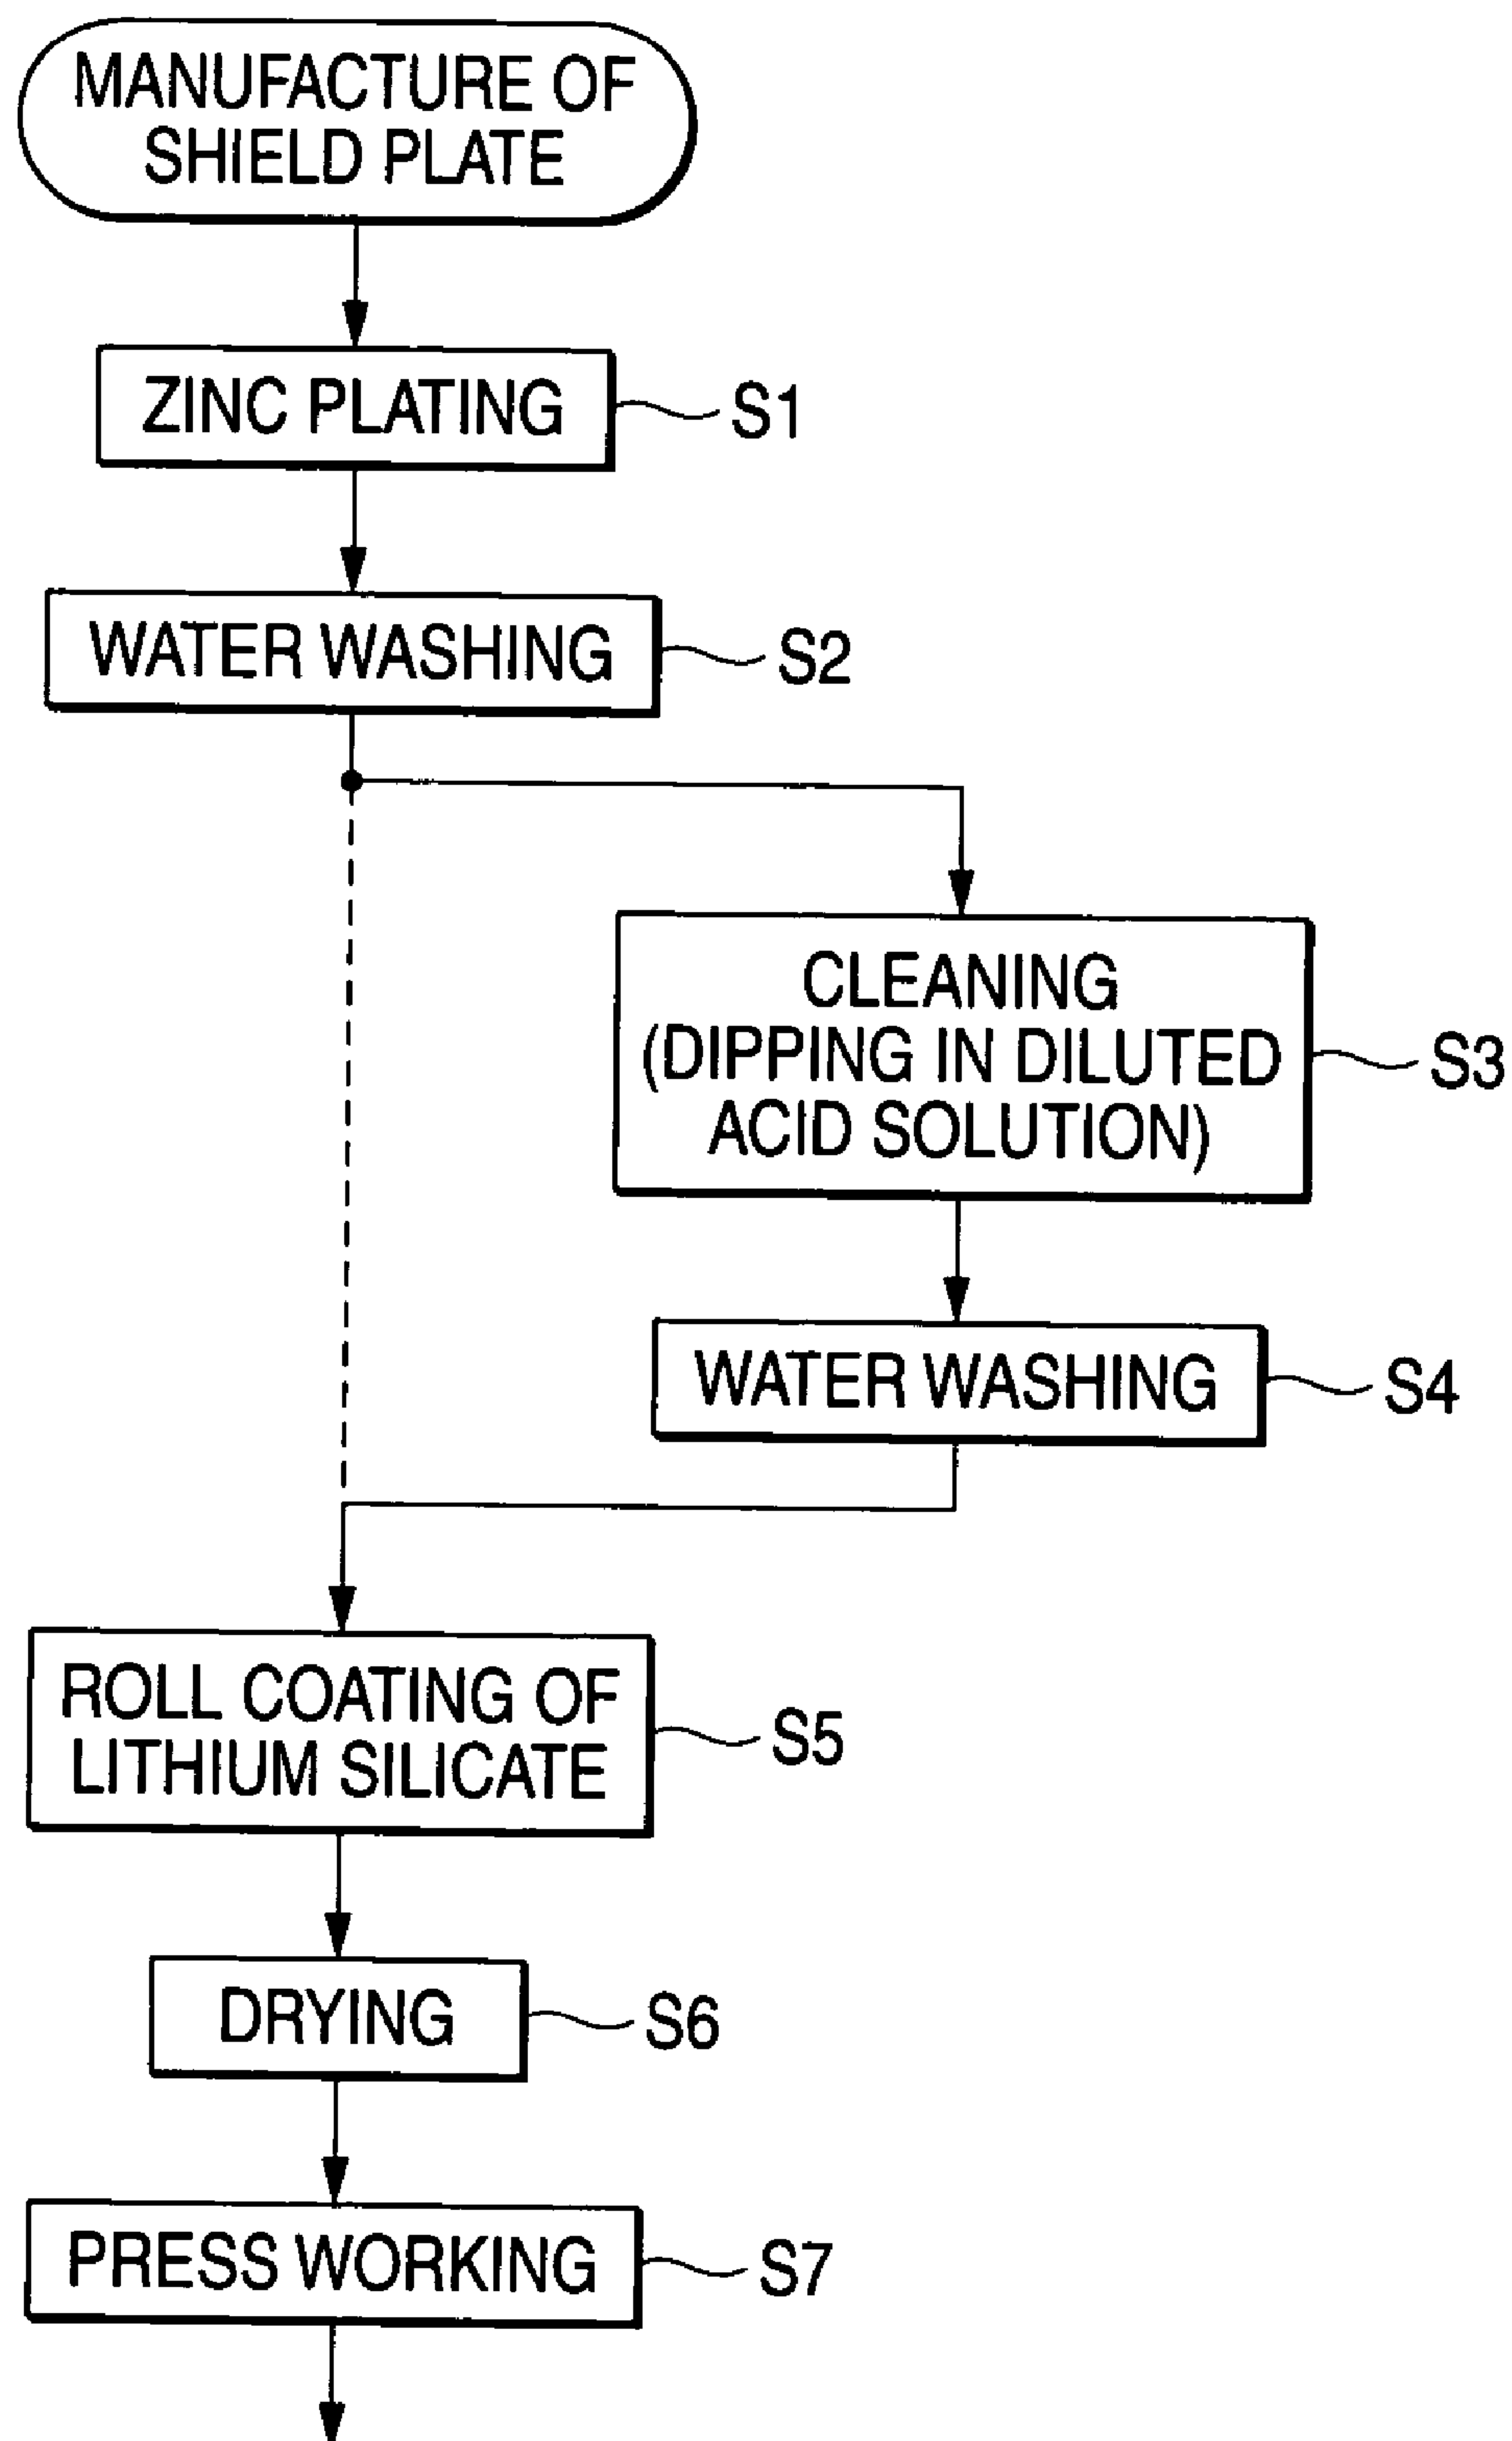 MANUFACTURE OF
SHIELD PLATE
ZINC PLATING
S1
WATER WASHING
S2
CLEANING
(DIPPING IN DILUTED
ACID SOLUTION)
S3
WATER WASHING
S4
ROLL COATING OF
LITHIUM SILICATE
S5
DRYING
S6
PRESS WORKING
S7